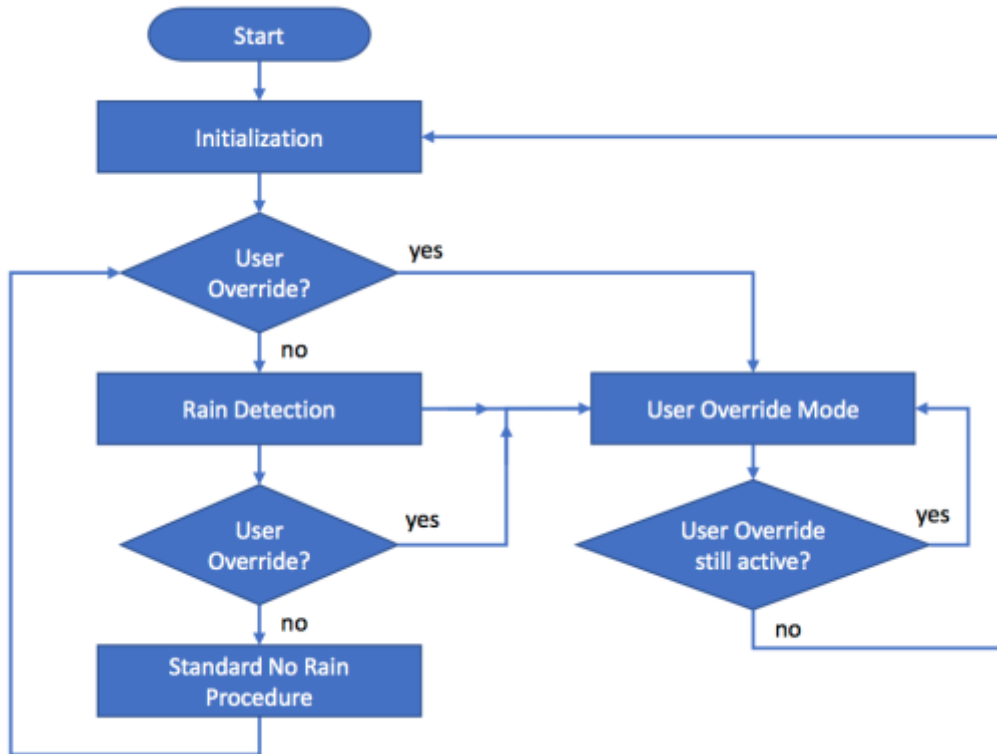 Start
Initialization
User
Override?
yes
no
Rain Detection
User Override Mode
User
Override?
yes
User Override
still active?
yes
no
no
Standard No Rain
Procedure